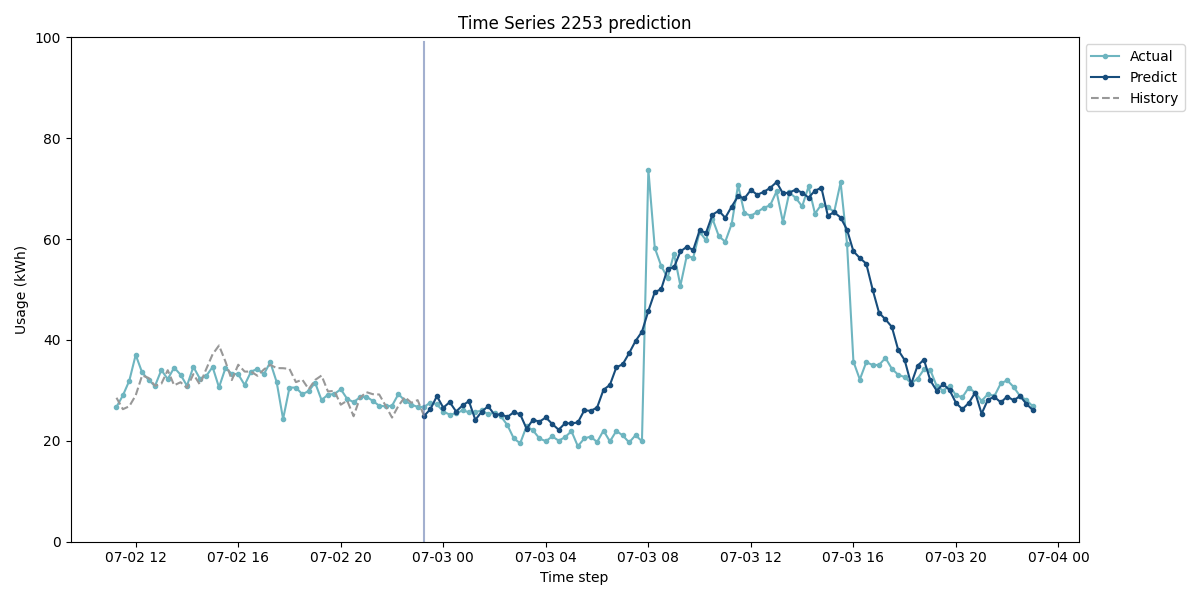 Time Series 2253 prediction
100
80
60
40
20
0
Usage (kWh)
07-02 12
07-02 16
07-02 20
07-03 00
07-03 04
07-03 08
07-03 12
07-03 16
07-03 20
07-04 00
Time step
Actual
Predict
History